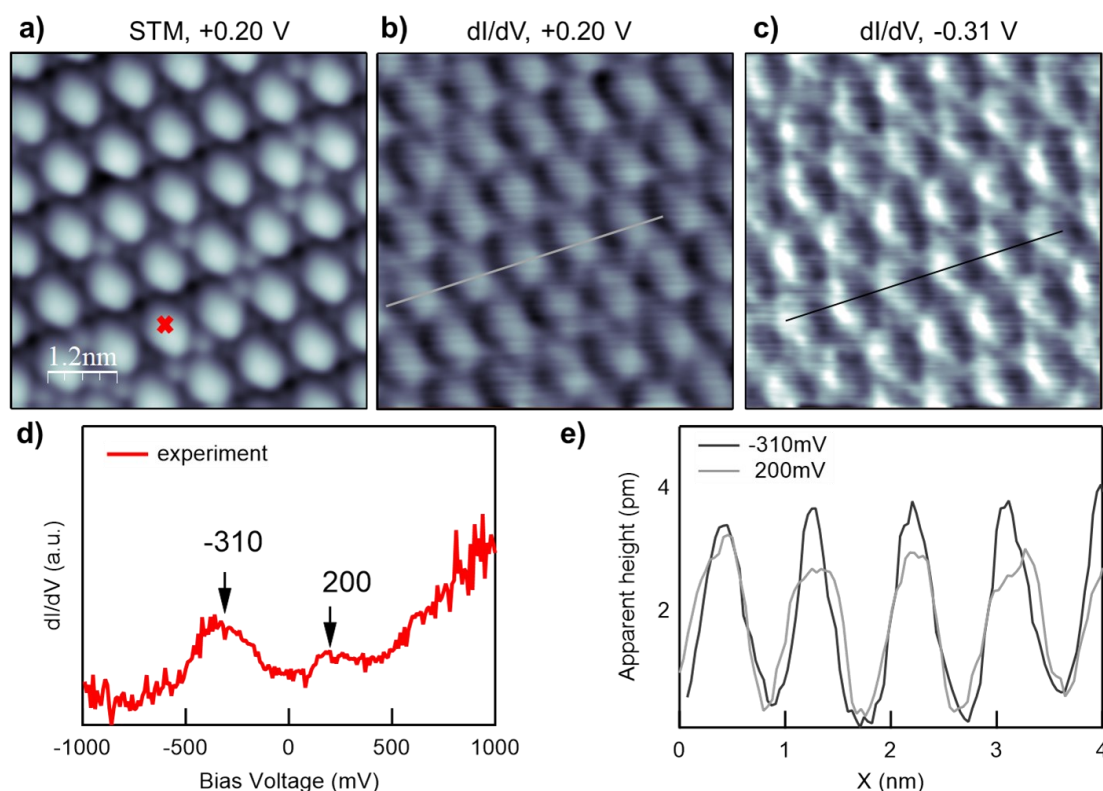 a) STM, +0.20 V
b) dI/dV, +0.20 V
c) dI/dV, -0.31 V
1.2nm
d)
experiment
-310
200
dI/dV (a.u.)
-1000 -500 0 500 1000
Bias Voltage (mV)
e)
-310mV
200mV
4
2
Apparent height (pm)
0 1 2 3 4
X (nm)